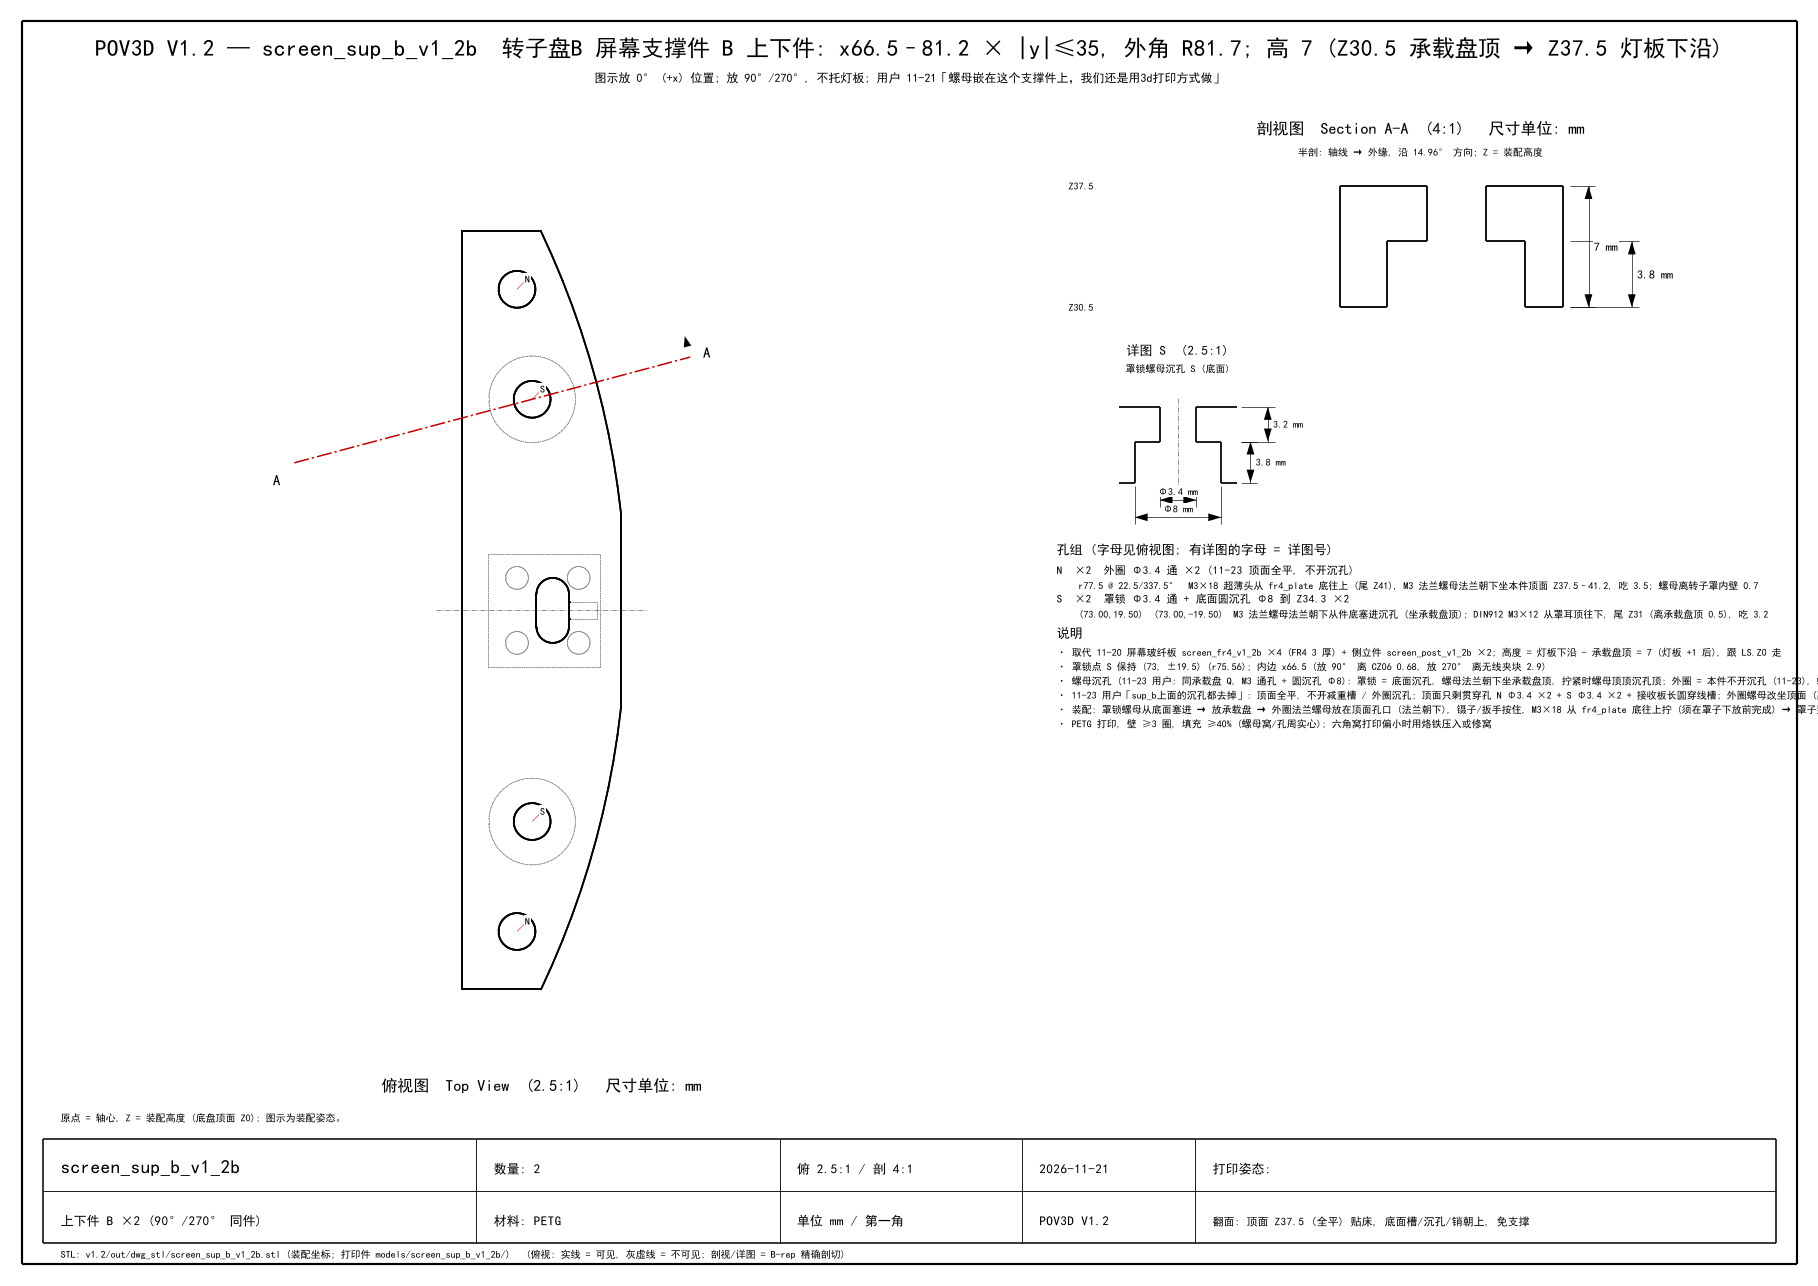 POV3D V1.2 — screen_sup_b_v1_2b 转子盘B 屏幕支撑件 B 上下件: x66.5–81.2 × |y|≤35, 外角 R81.7; 高 7 (Z30.5 承载盘顶 → Z37.5 灯板下沿)
图示放 0° (+x) 位置; 放 90°/270°, 不托灯板; 用户 11-21「螺母嵌在这个支撑件上, 我们还是用3d打印方式做」
剖视图 Section A-A (4:1) 尺寸单位: mm
半剖: 轴线 → 外缘, 沿 14.96° 方向; Z = 装配高度
Z37.5
7 mm
3.8 mm
Z30.5
N
A
A
S
详图 S (2.5:1)
罩锁螺母沉孔 S (底面)
3.2 mm
3.8 mm
Φ3.4 mm
Φ8 mm
S
N
孔组 (字母见俯视图; 有详图的字母 = 详图号)
N ×2 外圈 Φ3.4 通 ×2 (11-23 顶面全平, 不开沉孔)
r77.5 @ 22.5/337.5° M3×18 超薄头从 fr4_plate 底往上 (尾 Z41), M3 法兰螺母法兰朝下坐本件顶面 Z37.5–41.2, 吃 3.5; 螺母离转子罩内壁 0.7
S ×2 罩锁 Φ3.4 通 + 底面圆沉孔 Φ8 到 Z34.3 ×2
(73.00,19.50) (73.00,-19.50) M3 法兰螺母法兰朝下从件底塞进沉孔 (坐承载盘顶); DIN912 M3×12 从罩耳顶往下, 尾 Z31 (离承载盘顶 0.5), 吃 3.2
说明
· 取代 11-20 屏幕玻纤板 screen_fr4_v1_2b ×4 (FR4 3 厚) + 侧立件 screen_post_v1_2b ×2; 高度 = 灯板下沿 − 承载盘顶 = 7 (灯板 +1 后), 跟 LS.Z0 走
· 罩锁点 S 保持 (73, ±19.5) (r75.56); 内边 x66.5 (放 90° 离 CZ06 0.68, 放 270° 离无线夹块 2.9)
· 螺母沉孔 (11-23 用户: 同承载盘 Q, M3 通孔 + 圆沉孔 Φ8): 罩锁 = 底面沉孔, 螺母法兰朝下坐承载盘顶, 拧紧时螺母顶顶沉孔顶; 外圈 = 本件不开沉孔 (11-23),
· 11-23 用户「sup_b上面的沉孔都去掉」: 顶面全平, 不开减重槽 / 外圈沉孔; 顶面只剩贯穿孔 N Φ3.4 ×2 + S Φ3.4 ×2 + 接收板长圆穿线槽; 外圈螺母改坐顶面
· 装配: 罩锁螺母从底面塞进 → 放承载盘 → 外圈法兰螺母放在顶面孔口 (法兰朝下), 镊子/扳手按住, M3×18 从 fr4_plate 底往上拧 (须在罩子下放前完成) → 罩子
· PETG 打印, 壁 ≥3 圈, 填充 ≥40% (螺母窝/孔周实心); 六角窝打印偏小时用烙铁压入或修窝
俯视图 Top View (2.5:1) 尺寸单位: mm
原点 = 轴心, Z = 装配高度 (底盘顶面 Z0); 图示为装配姿态。
screen_sup_b_v1_2b 数量: 2 俯 2.5:1 / 剖 4:1 2026-11-21 打印姿态:
上下件 B ×2 (90°/270° 同件) 材料: PETG 单位 mm / 第一角 POV3D V1.2 翻面: 顶面 Z37.5 (全平) 贴床, 底面槽/沉孔/销朝上, 免支撑
STL: v1.2/out/dwg_stl/screen_sup_b_v1_2b.stl (装配坐标; 打印件 models/screen_sup_b_v1_2b/) (俯视: 实线 = 可见, 灰虚线 = 不可见; 剖视/详图 = B-rep 精确剖切)